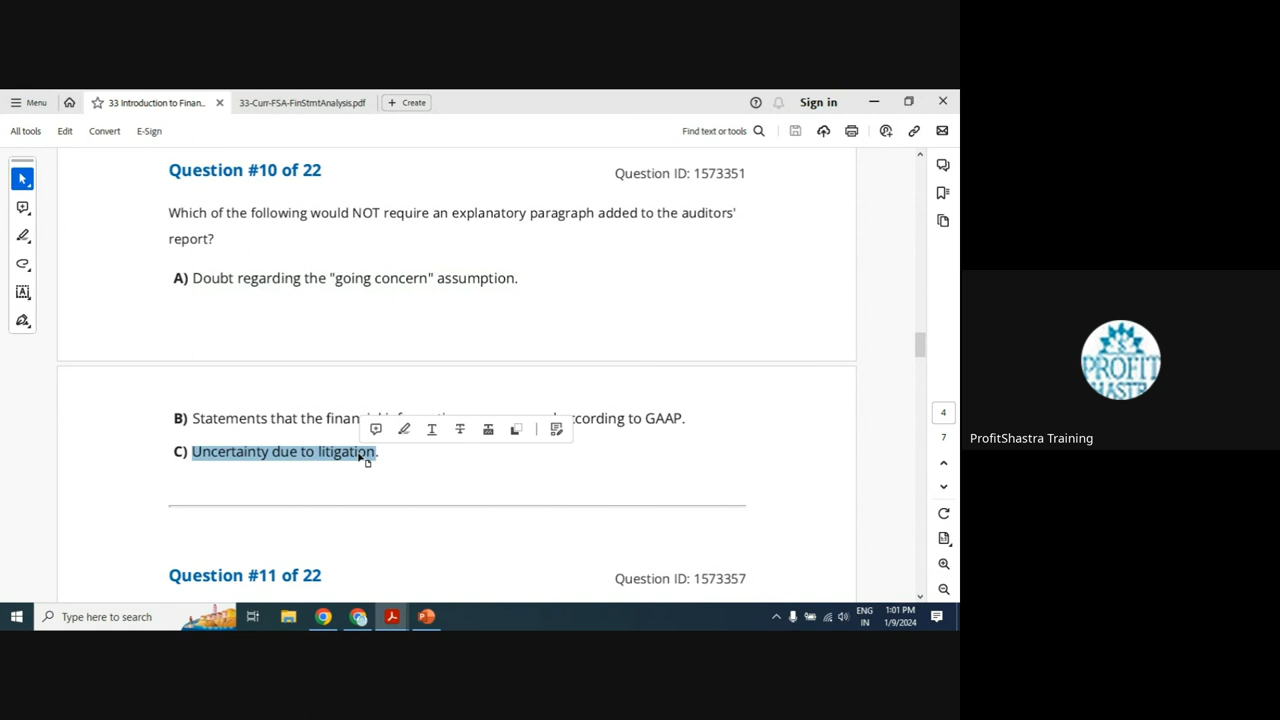 Menu
33 Introduction to Finan...
33-Curr-FSA-FinStmtAnalysis.pdf
Create
Sign in
All tools
Edit
Convert
E-Sign
Find text or tools
Question #10 of 22
Question ID: 1573351
Which of the following would NOT require an explanatory paragraph added to the auditors'
report?
A) Doubt regarding the "going concern" assumption.
B) Statements that the according to GAAP.
C) Uncertainty due to litigation.
Question #11 of 22
Question ID: 1573357
4
7
PROFIT
ProfitShastra Training
Type here to search
ENG
IN
1:01 PM
1/9/2024